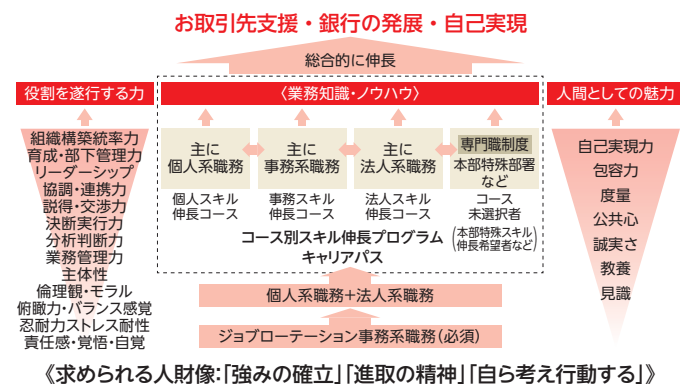 お取引先支援・銀行の発展・自己実現
総合的に伸長
役割を遂行する力
〈業務知識・ノウハウ〉
人間としての魅力
組織構築統率力
育成・部下管理力
リーダーシップ
協調・連携力
説得・交渉力
決断実行力
分析判断力
業務管理力
主体性
倫理観・モラル
俯瞰力・バランス感覚
忍耐力ストレス耐性
責任感・覚悟・自覚
主に
個人系職務
主に
事務系職務
主に
法人系職務
専門職制度
本部特殊部署
など
個人スキル
伸長コース
事務スキル
伸長コース
法人スキル
伸長コース
コース
未選択者
(本部特殊スキル
伸長希望者など)
コース別スキル伸長プログラム
キャリアパス
個人系職務+法人系職務
ジョブローテーション事務系職務(必須)
自己実現力
包容力
度量
公共心
誠実さ
教養
見識
《求められる人財像:「強みの確立」「進取の精神」「自ら考え行動する」》